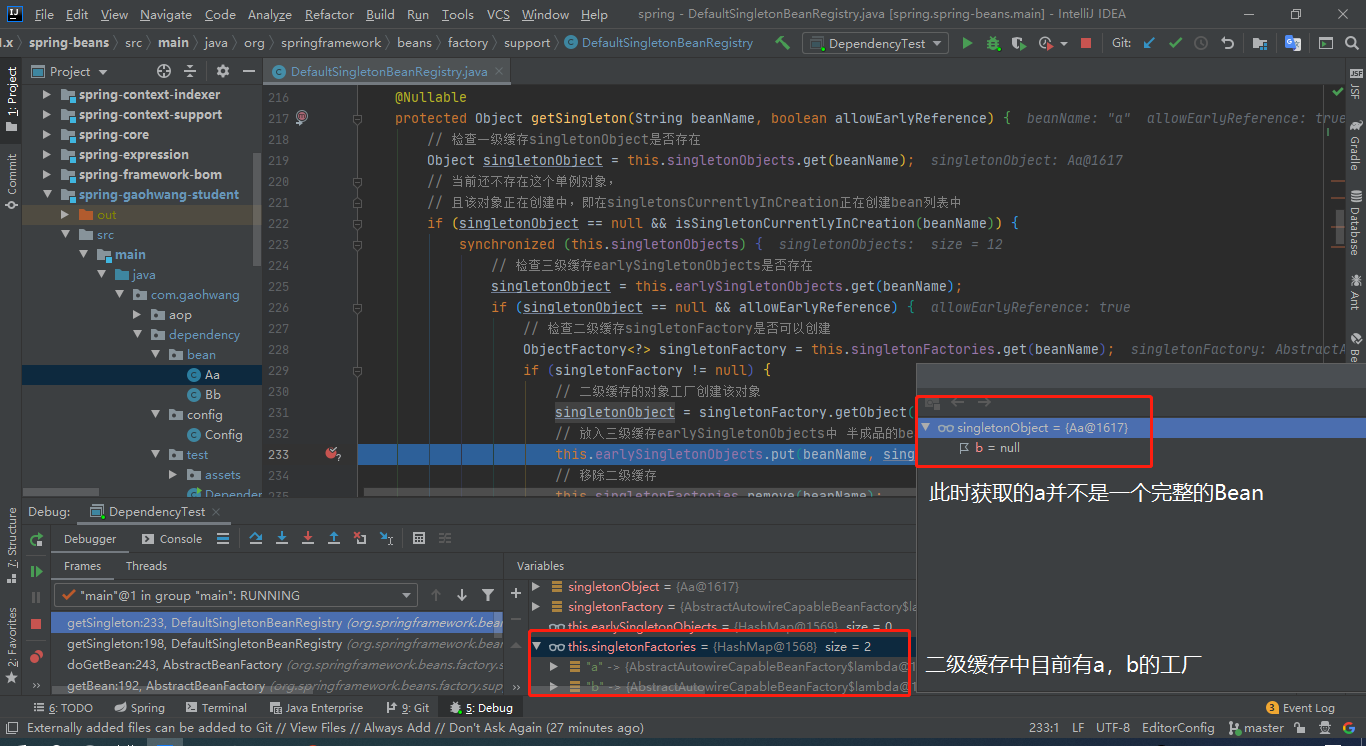 File Edit View Navigate Code Analyze Refactor Build Run Tools VCS Window Help spring - DefaultSingletonBeanRegistry.java [spring.spring-beans.main] - IntelliJ IDEA
spring-beans 〉 src 〉 main 〉 java 〉 org 〉 springframework 〉 beans 〉 factory 〉 support 〉 DefaultSingletonBeanRegistry DependencyTest Git:
1: Project
Commit
7: Structure
2: Favorites
Project
spring-context-indexer
spring-context-support
spring-core
spring-expression
spring-framework-bom
spring-gaohwang-student
out
src
main
java
com.gaohwang
aop
dependency
bean
Aa
Bb
config
Config
test
assets
DefaultSingletonBeanRegistry.java
216 @Nullable
217 protected Object getSingleton(String beanName, boolean allowEarlyReference) { beanName: "a" allowEarlyReference: true
218 // 检查一级缓存singletonObject是否存在
219 Object singletonObject = this.singletonObjects.get(beanName); singletonObject: Aa@1617
220 // 当前还不存在这个单例对象，
221 // 且该对象正在创建中，即在singletonsCurrentlyInCreation正在创建bean列表中
222 if (singletonObject == null && isSingletonCurrentlyInCreation(beanName)) {
223 synchronized (this.singletonObjects) { singletonObjects: size = 12
224 // 检查三级缓存earlySingletonObjects是否存在
225 singletonObject = this.earlySingletonObjects.get(beanName);
226 if (singletonObject == null && allowEarlyReference) { allowEarlyReference: true
227 // 检查二级缓存singletonFactory是否可以创建
228 ObjectFactory<?> singletonFactory = this.singletonFactories.get(beanName); singletonFactory: AbstractA
229 if (singletonFactory != null) {
230 // 二级缓存的对象工厂创建该对象
231 singletonObject = singletonFactory.getObject(
232 // 放入三级缓存earlySingletonObjects中 半成品的be
233 this.earlySingletonObjects.put(beanName, sing
234 // 移除二级缓存
235 this.singletonFactories.remove(beanName);
JSF
Gradle
Database
Ant
singletonObject = {Aa@1617}
b = null
此时获取的a并不是一个完整的Bean
二级缓存中目前有a，b的工厂
Debug: DependencyTest
Debugger Console
Frames Threads
"main"@1 in group "main": RUNNING
getSingleton:233, DefaultSingletonBeanRegistry (org.springframework.bean
getSingleton:198, DefaultSingletonBeanRegistry (org.springframework.bean
doGetBean:243, AbstractBeanFactory (org.springframework.beans.factory.s
getBean:192, AbstractBeanFactory (org.springframework.beans.factory.sup
Variables
singletonObject = {Aa@1617}
singletonFactory = {AbstractAutowireCapableBeanFactory$la
this.earlySingletonObjects = {HashMap@1569} size = 0
this.singletonFactories = {HashMap@1568} size = 2
"a" -> {AbstractAutowireCapableBeanFactory$lambda@1
"b" -> {AbstractAutowireCapableBeanFactory$lambda@1
6: TODO Spring Terminal Java Enterprise 9: Git 5: Debug 3 Event Log
Externally added files can be added to Git // View Files // Always Add // Don't Ask Again (27 minutes ago) 233:1 LF UTF-8 EditorConfig master